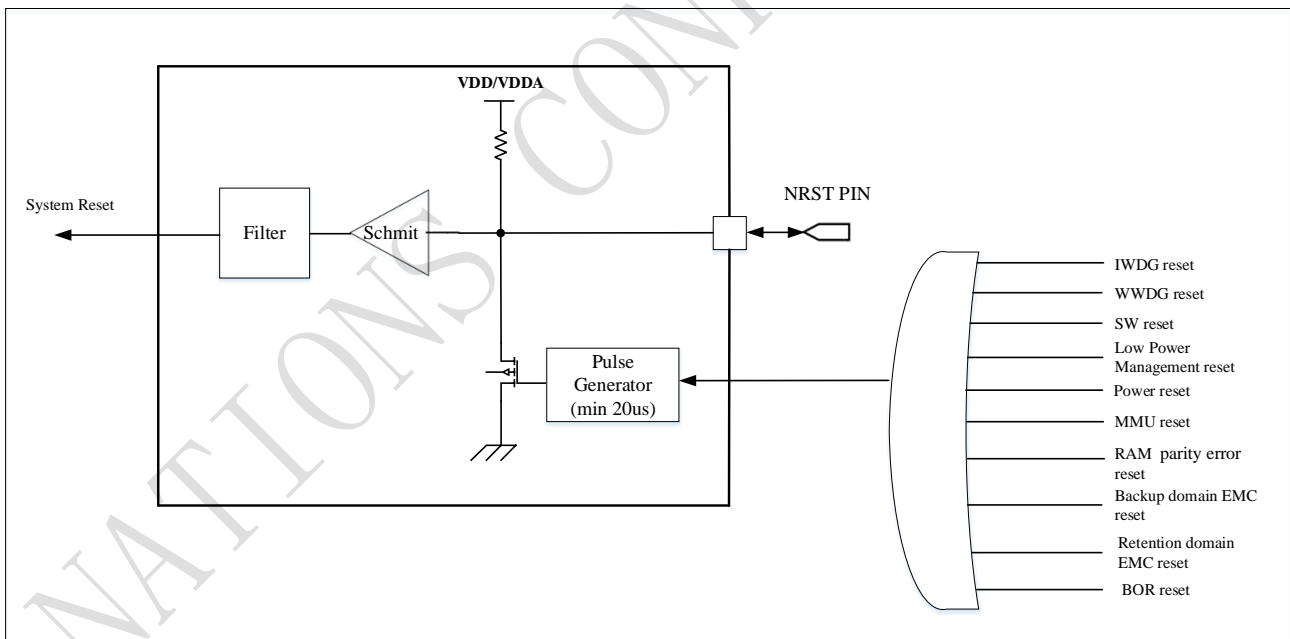 VDD/VDDA
System Reset
Filter
Schmit
NRST PIN
Pulse
Generator
(min 20us)
IWDG reset
WWDG reset
SW reset
Low Power
Management reset
Power reset
MMU reset
RAM parity error
reset
Backup domain EMC
reset
Retention domain
EMC reset
BOR reset
NATIONS